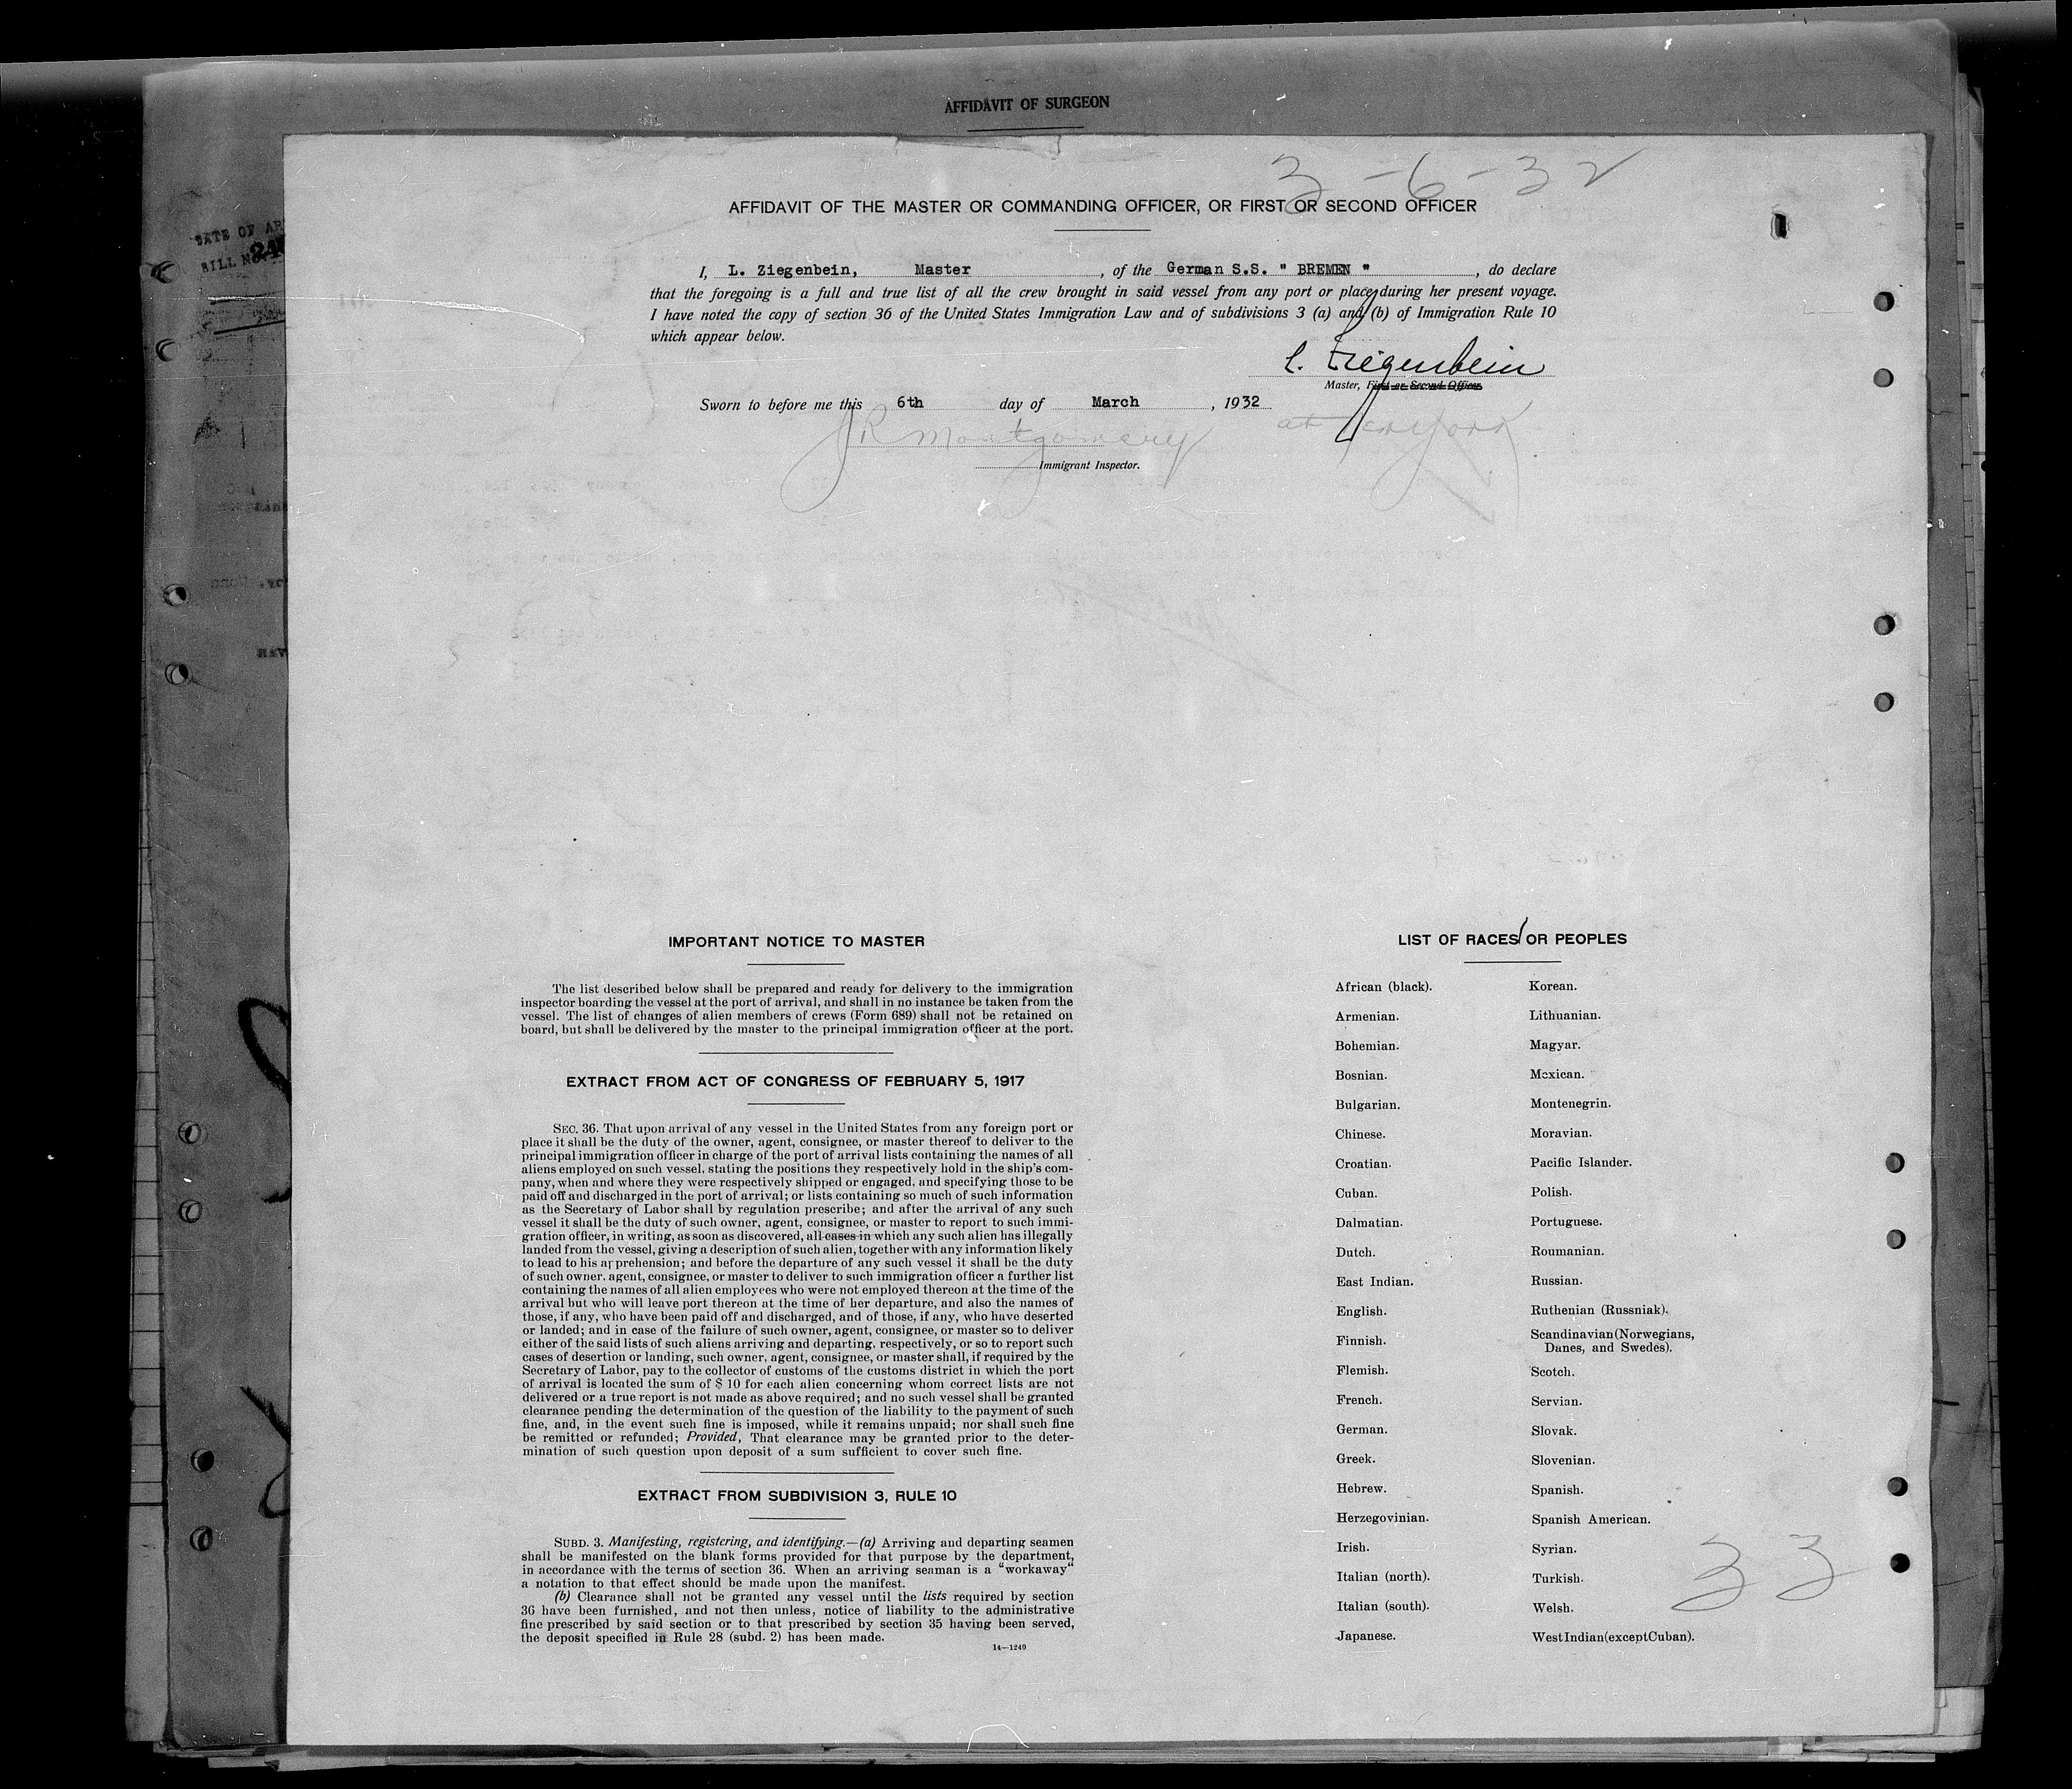 AFFIDAVIT OF SURGEON
3-6-32
AFFIDAVIT OF THE MASTER OR COMMANDING OFFICER, OR FIRST OR SECOND OFFICER
I, L. Ziegenbein, Master, of the German S.S. " BREMEN ", do declare
that the foregoing is a full and true list of all the crew brought in said vessel from any port or place during her present voyage.
I have noted the copy of section 36 of the United States Immigration Law and of subdivisions 3 (a) and (b) of Immigration Rule 10
which appear below.
L. Ziegenbein
Master, First or Second Officer.
Sworn to before me this 6th day of March, 1932
JR Montgomery at New York
Immigrant Inspector.
IMPORTANT NOTICE TO MASTER
The list described below shall be prepared and ready for delivery to the immigration
inspector boarding the vessel at the port of arrival, and shall in no instance be taken from the
vessel. The list of changes of alien members of crews (Form 689) shall not be retained on
board, but shall be delivered by the master to the principal immigration officer at the port.
EXTRACT FROM ACT OF CONGRESS OF FEBRUARY 5, 1917
SEC. 36. That upon arrival of any vessel in the United States from any foreign port or
place it shall be the duty of the owner, agent, consignee, or master thereof to deliver to the
principal immigration officer in charge of the port of arrival lists containing the names of all
aliens employed on such vessel, stating the positions they respectively hold in the ship's com-
pany, when and where they were respectively shipped or engaged, and specifying those to be
paid off and discharged in the port of arrival; or lists containing so much of such information
as the Secretary of Labor shall by regulation prescribe; and after the arrival of any such
vessel it shall be the duty of such owner, agent, consignee, or master to report to such immi-
gration officer, in writing, as soon as discovered, all cases in which any such alien has illegally
landed from the vessel, giving a description of such alien, together with any information likely
to lead to his apprehension; and before the departure of any such vessel it shall be the duty
of such owner, agent, consignee, or master to deliver to such immigration officer a further list
containing the names of all alien employees who were not employed thereon at the time of the
arrival but who will leave port thereon at the time of her departure, and also the names of
those, if any, who have been paid off and discharged, and of those, if any, who have deserted
or landed; and in case of the failure of such owner, agent, consignee, or master so to deliver
either of the said lists of such aliens arriving and departing, respectively, or so to report such
cases of desertion or landing, such owner, agent, consignee, or master shall, if required by the
Secretary of Labor, pay to the collector of customs of the customs district in which the port
of arrival is located the sum of $ 10 for each alien concerning whom correct lists are not
delivered or a true report is not made as above required; and no such vessel shall be granted
clearance pending the determination of the question of the liability to the payment of such
fine, and, in the event such fine is imposed, while it remains unpaid; nor shall such fine
be remitted or refunded; Provided, That clearance may be granted prior to the deter-
mination of such question upon deposit of a sum sufficient to cover such fine.
EXTRACT FROM SUBDIVISION 3, RULE 10
SUBD. 3. Manifesting, registering, and identifying.—(a) Arriving and departing seamen
shall be manifested on the blank forms provided for that purpose by the department,
in accordance with the terms of section 36. When an arriving seaman is a "workaway"
a notation to that effect should be made upon the manifest.
(b) Clearance shall not be granted any vessel until the lists required by section
36 have been furnished, and not then unless, notice of liability to the administrative
fine prescribed by said section or to that prescribed by section 35 having been served,
the deposit specified in Rule 28 (subd. 2) has been made.
14—1249
LIST OF RACES OR PEOPLES
African (black).
Armenian.
Bohemian.
Bosnian.
Bulgarian.
Chinese.
Croatian.
Cuban.
Dalmatian.
Dutch.
East Indian.
English.
Finnish.
Flemish.
French.
German.
Greek.
Hebrew.
Herzegovinian.
Irish.
Italian (north).
Italian (south).
Japanese.
Korean.
Lithuanian.
Magyar.
Mexican.
Montenegrin.
Moravian.
Pacific Islander.
Polish.
Portuguese.
Roumanian.
Russian.
Ruthenian (Russniak).
Scandinavian (Norwegians,
Danes, and Swedes).
Scotch.
Servian.
Slovak.
Slovenian.
Spanish.
Spanish American.
Syrian.
Turkish.
Welsh.
West Indian (except Cuban).
33